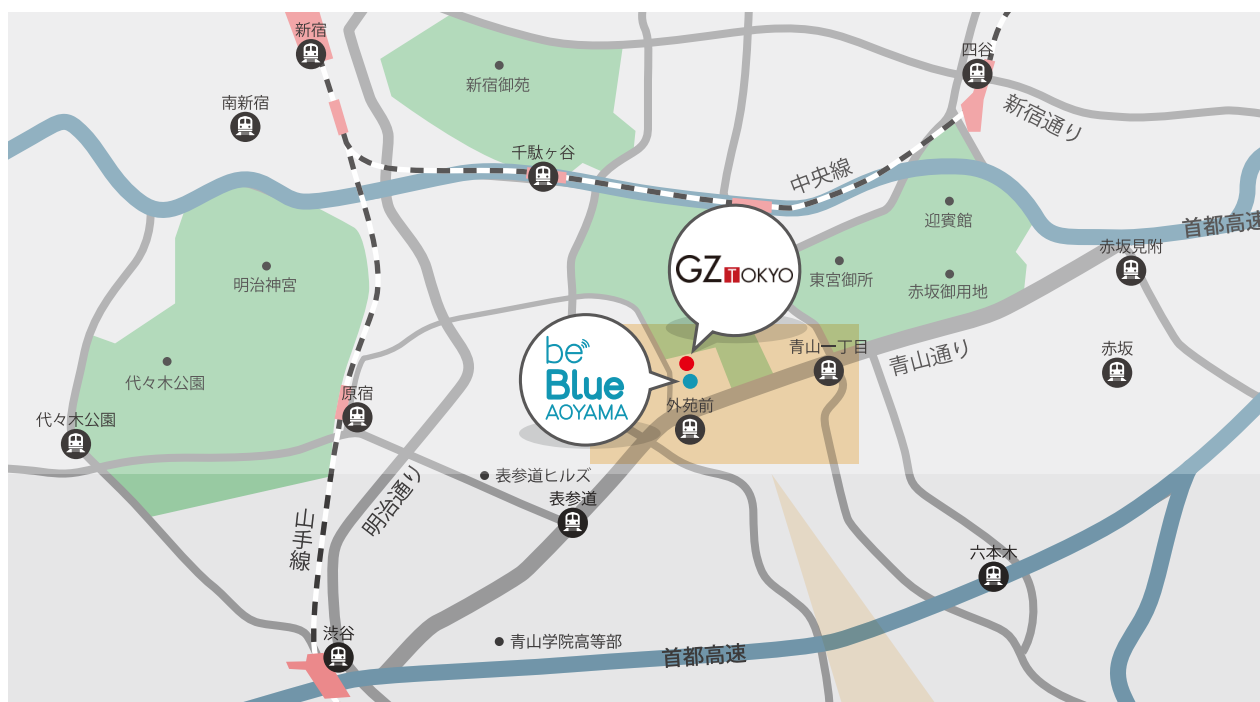 新宿
四谷
新宿御苑
南新宿
新宿通り
千駄ヶ谷
中央線
迎賓館
首都高速
赤坂見附
明治神宮
GZ TOKYO
東宮御所
赤坂御用地
be
Blue
AOYAMA
青山一丁目
青山通り
赤坂
代々木公園
原宿
外苑前
代々木公園
表参道ヒルズ
表参道
明治通り
山手線
六本木
渋谷
青山学院高等部
首都高速